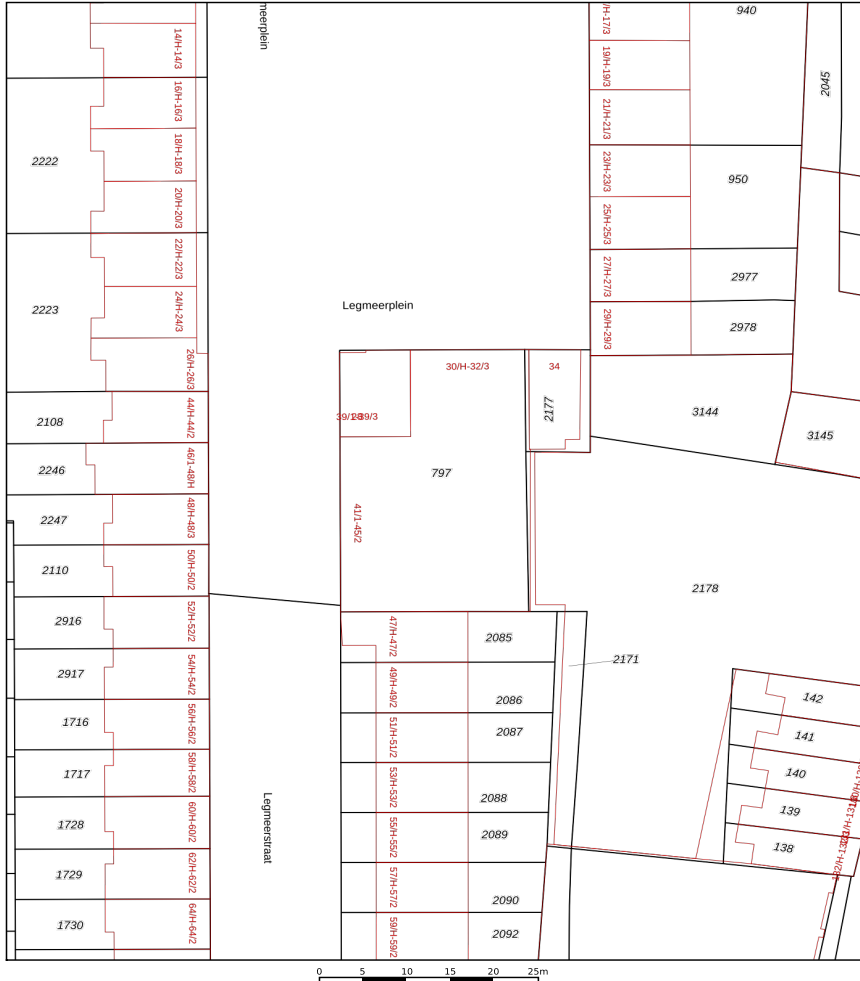 meerplein
14/H-14/3
16/H-16/3
18/H-18/3
20/H-20/3
22/H-22/3
24/H-24/3
26/H-26/3
44/H-44/2
46/1-48/H
48/H-48/3
50/H-50/2
52/H-52/2
54/H-54/2
56/H-56/2
58/H-58/2
60/H-60/2
62/H-62/2
64/H-64/2
2222
2223
2108
2246
2247
2110
2916
2917
1716
1717
1728
1729
1730
Legmeerplein
Legmeerstraat
/H-17/3
19/H-19/3
21/H-21/3
23/H-23/3
25/H-25/3
27/H-27/3
29/H-29/3
940
950
2977
2978
3144
3145
2045
30/H-32/3
34
2177
797
41/1-45/2
47/H-47/2
49/H-49/2
51/H-51/2
53/H-53/2
55/H-55/2
57/H-57/2
59/H-59/2
2085
2086
2087
2088
2089
2090
2092
2178
2171
142
141
140
139
138
0 5 10 15 20 25m